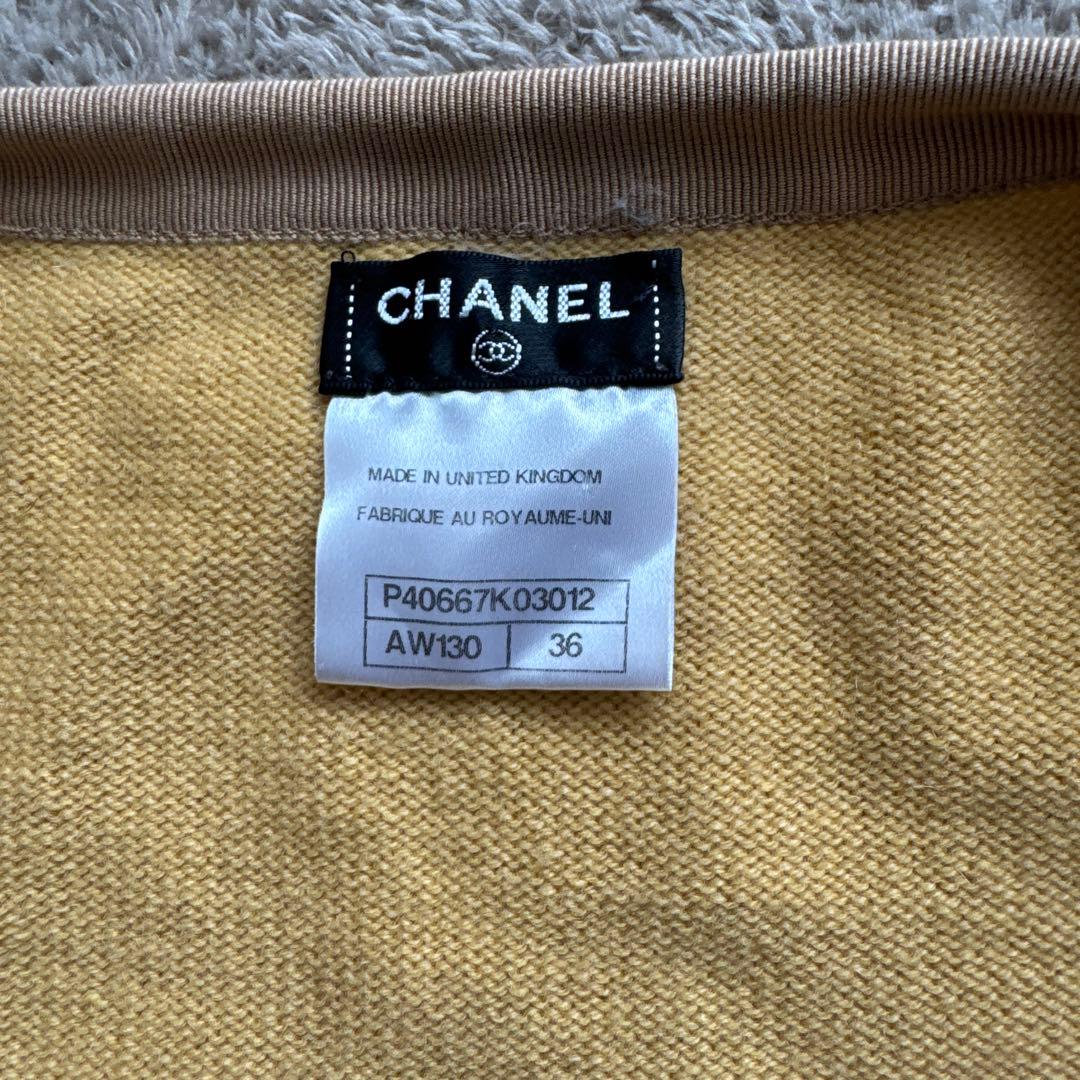 CHANEL
MADE IN UNITED KINGDOM
FABRIQUE AU ROYAUME-UNI
P40667K03012
AW130 36